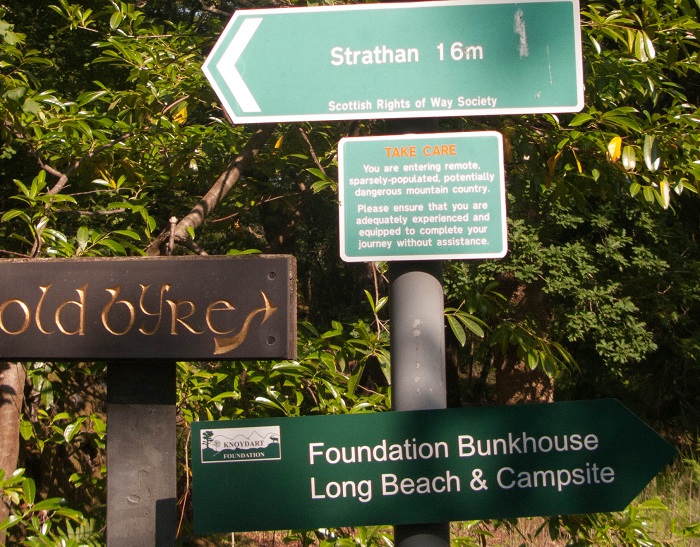 Strathan 16m
Scottish Rights of Way Society
TAKE CARE
You are entering remote,
sparsely-populated, potentially
dangerous mountain country.
Please ensure that you are
adequately experienced and
equipped to complete your
journey without assistance.
old byre
KNOYDART
FOUNDATION
Foundation Bunkhouse
Long Beach & Campsite